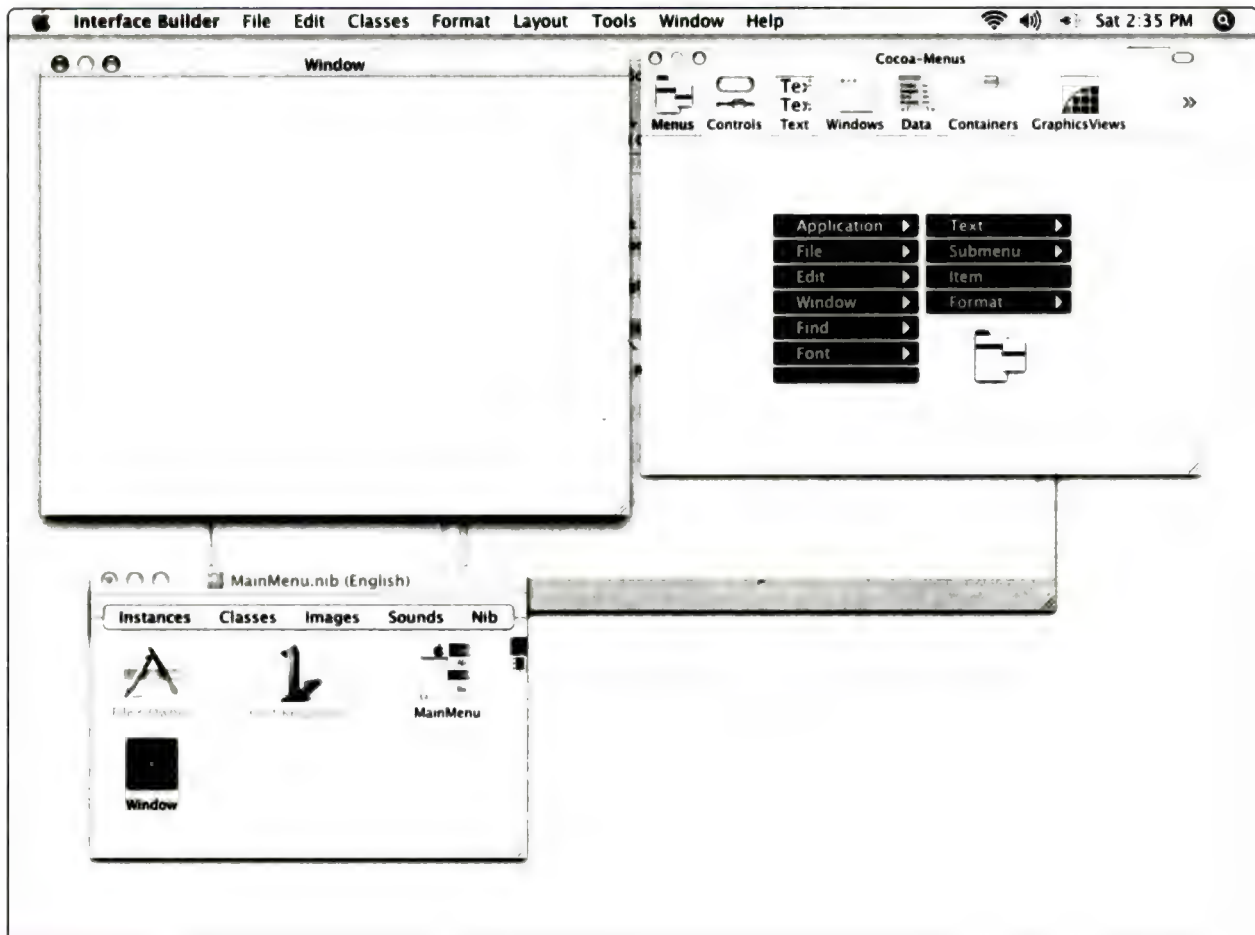 Interface Builder File Edit Classes Format Layout Tools Window Help Sat 2:35 PM
Window
Cocoa-Menus
Menus Controls Text Windows Data Containers GraphicsViews
Application Text
File Submenu
Edit Item
Window Format
Find
Font
MainMenu.nib (English)
Instances Classes Images Sounds Nib
MainMenu
Window